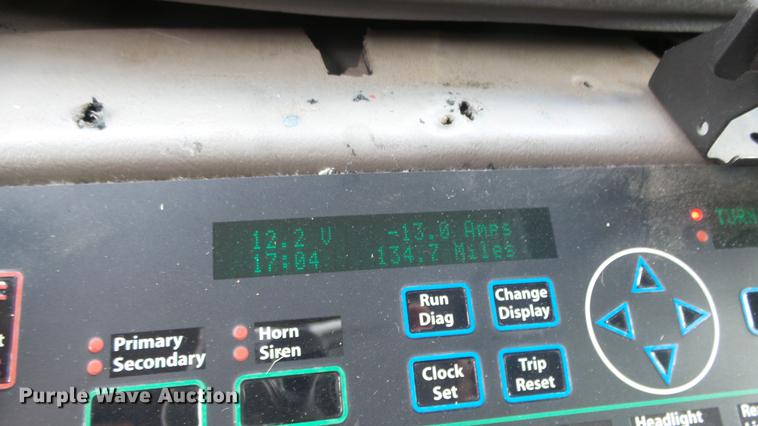 12.2 V -13.0 Amps
17:04 134.7 Miles
TURN
Run
Diag
Change
Display
Primary
Secondary
Horn
Siren
Clock
Set
Trip
Reset
Headlight
Purple Wave Auction